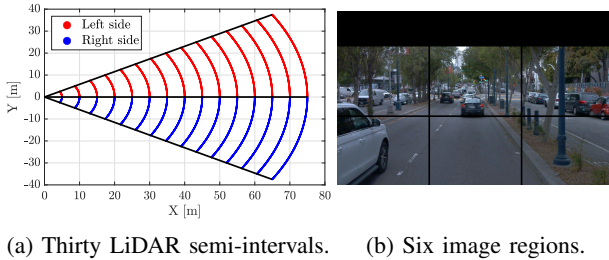 40
30
20
10
0
-10
-20
-30
-40
Y [m]
Left side
Right side
0 10 20 30 40 50 60 70 80
X [m]
(a) Thirty LiDAR semi-intervals. (b) Six image regions.